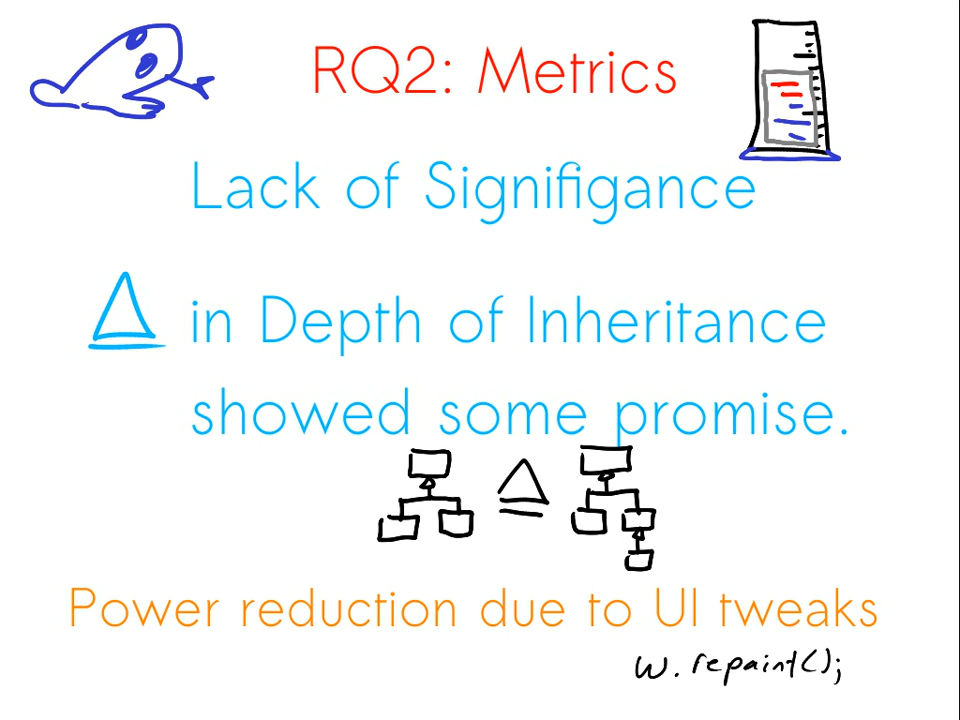 RQ2: Metrics
Lack of Signifigance
Δ in Depth of Inheritance
showed some promise.
Δ
Power reduction due to UI tweaks
w.repaint();